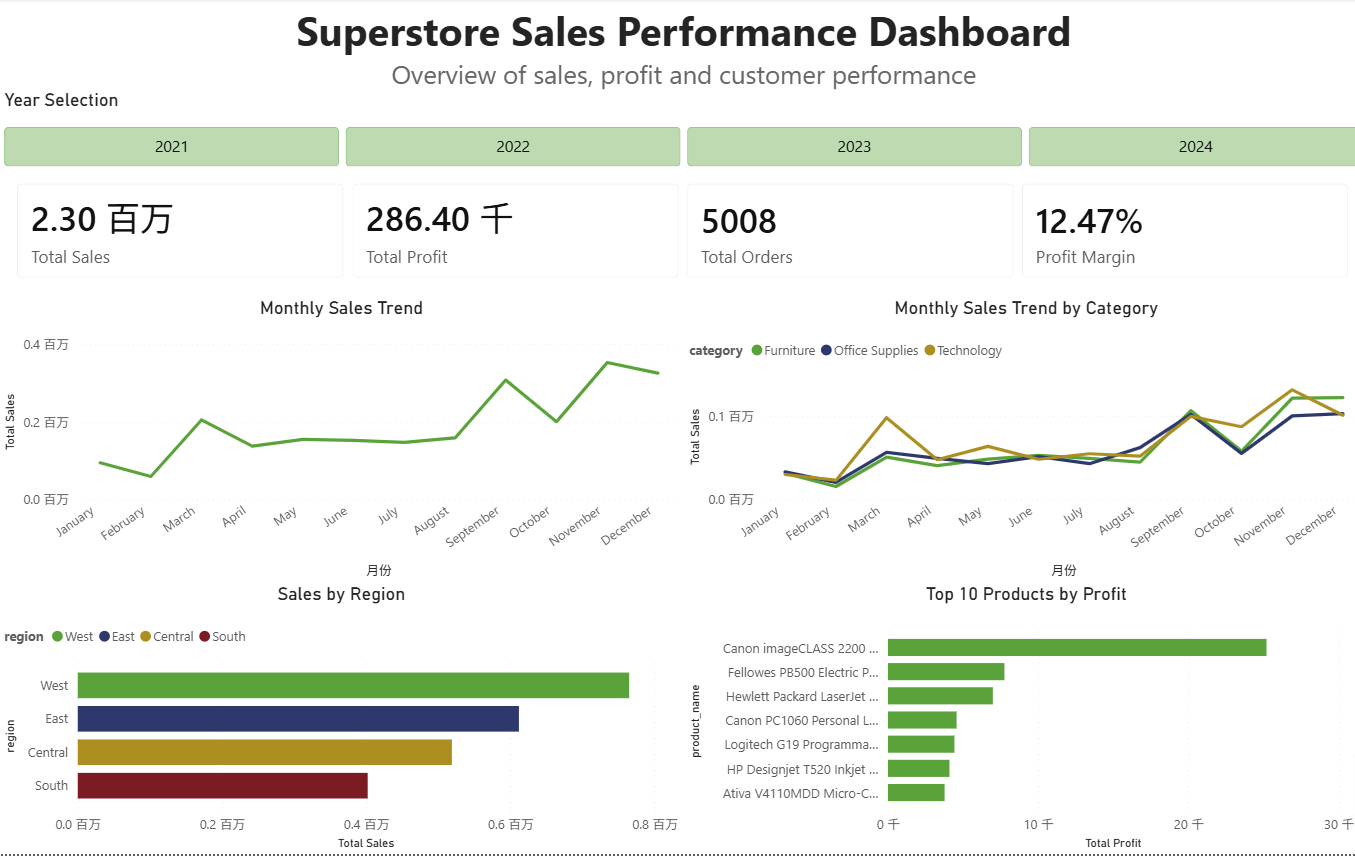 Superstore Sales Performance Dashboard
Overview of sales, profit and customer performance
Year Selection
2021 2022 2023 2024
2.30 百万 286.40 千 5008 12.47%
Total Sales Total Profit Total Orders Profit Margin
Monthly Sales Trend
Total Sales
0.4 百万
0.2 百万
0.0 百万
January February March April May June July August September October November December
月份
Monthly Sales Trend by Category
category Furniture Office Supplies Technology
Total Sales
0.1 百万
0.0 百万
January February March April May June July August September October November December
月份
Sales by Region
region West East Central South
region
West
East
Central
South
0.0 百万 0.2 百万 0.4 百万 0.6 百万 0.8 百万
Total Sales
Top 10 Products by Profit
product_name
Canon imageCLASS 2200 ...
Fellowes PB500 Electric P...
Hewlett Packard LaserJet ...
Canon PC1060 Personal L...
Logitech G19 Programma...
HP Designjet T520 Inkjet ...
Ativa V4110MDD Micro-C...
0 千 10 千 20 千 30 千
Total Profit